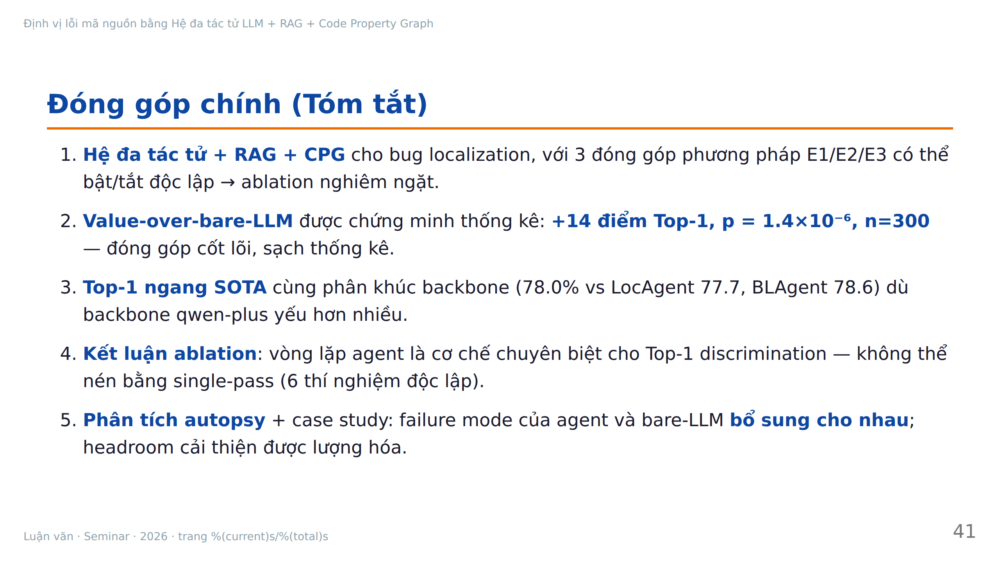 Định vị lỗi mã nguồn bằng Hệ đa tác tử LLM + RAG + Code Property Graph
Đóng góp chính (Tóm tắt)
1. Hệ đa tác tử + RAG + CPG cho bug localization, với 3 đóng góp phương pháp E1/E2/E3 có thể
bật/tắt độc lập → ablation nghiêm ngặt.
2. Value-over-bare-LLM được chứng minh thống kê: +14 điểm Top-1, p = 1.4×10⁻⁶, n=300
— đóng góp cốt lõi, sạch thống kê.
3. Top-1 ngang SOTA cùng phân khúc backbone (78.0% vs LocAgent 77.7, BLAgent 78.6) dù
backbone qwen-plus yếu hơn nhiều.
4. Kết luận ablation: vòng lặp agent là cơ chế chuyên biệt cho Top-1 discrimination — không thể
nén bằng single-pass (6 thí nghiệm độc lập).
5. Phân tích autopsy + case study: failure mode của agent và bare-LLM bổ sung cho nhau;
headroom cải thiện được lượng hóa.
Luận văn · Seminar · 2026 · trang %(current)s/%(total)s
41